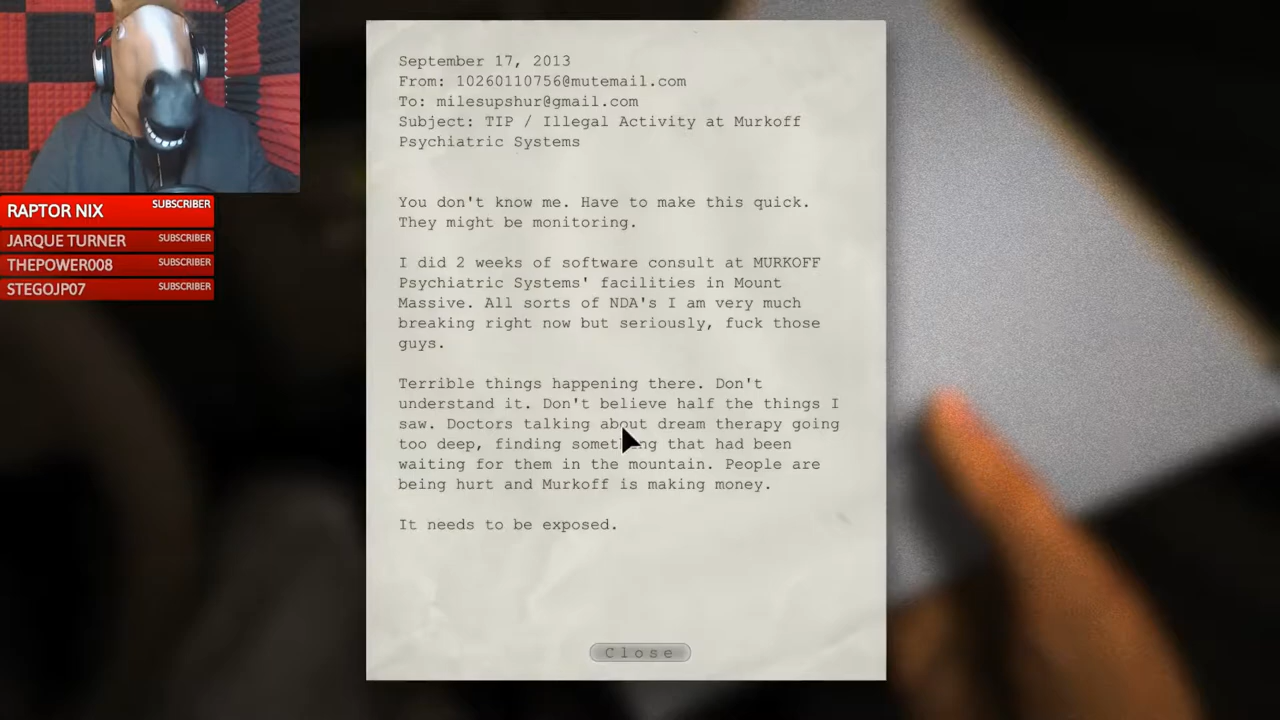 RAPTOR NIX SUBSCRIBER
JARQUE TURNER SUBSCRIBER
THEPOWER008 SUBSCRIBER
STEGOJP07 SUBSCRIBER
September 17, 2013
From: 10260110756@mutemail.com
To: milesupshur@gmail.com
Subject: TIP / Illegal Activity at Murkoff
Psychiatric Systems
You don't know me. Have to make this quick.
They might be monitoring.
I did 2 weeks of software consult at MURKOFF
Psychiatric Systems' facilities in Mount
Massive. All sorts of NDA's I am very much
breaking right now but seriously, fuck those
guys.
Terrible things happening there. Don't
understand it. Don't believe half the things I
saw. Doctors talking about dream therapy going
too deep, finding something that had been
waiting for them in the mountain. People are
being hurt and Murkoff is making money.
It needs to be exposed.
Close